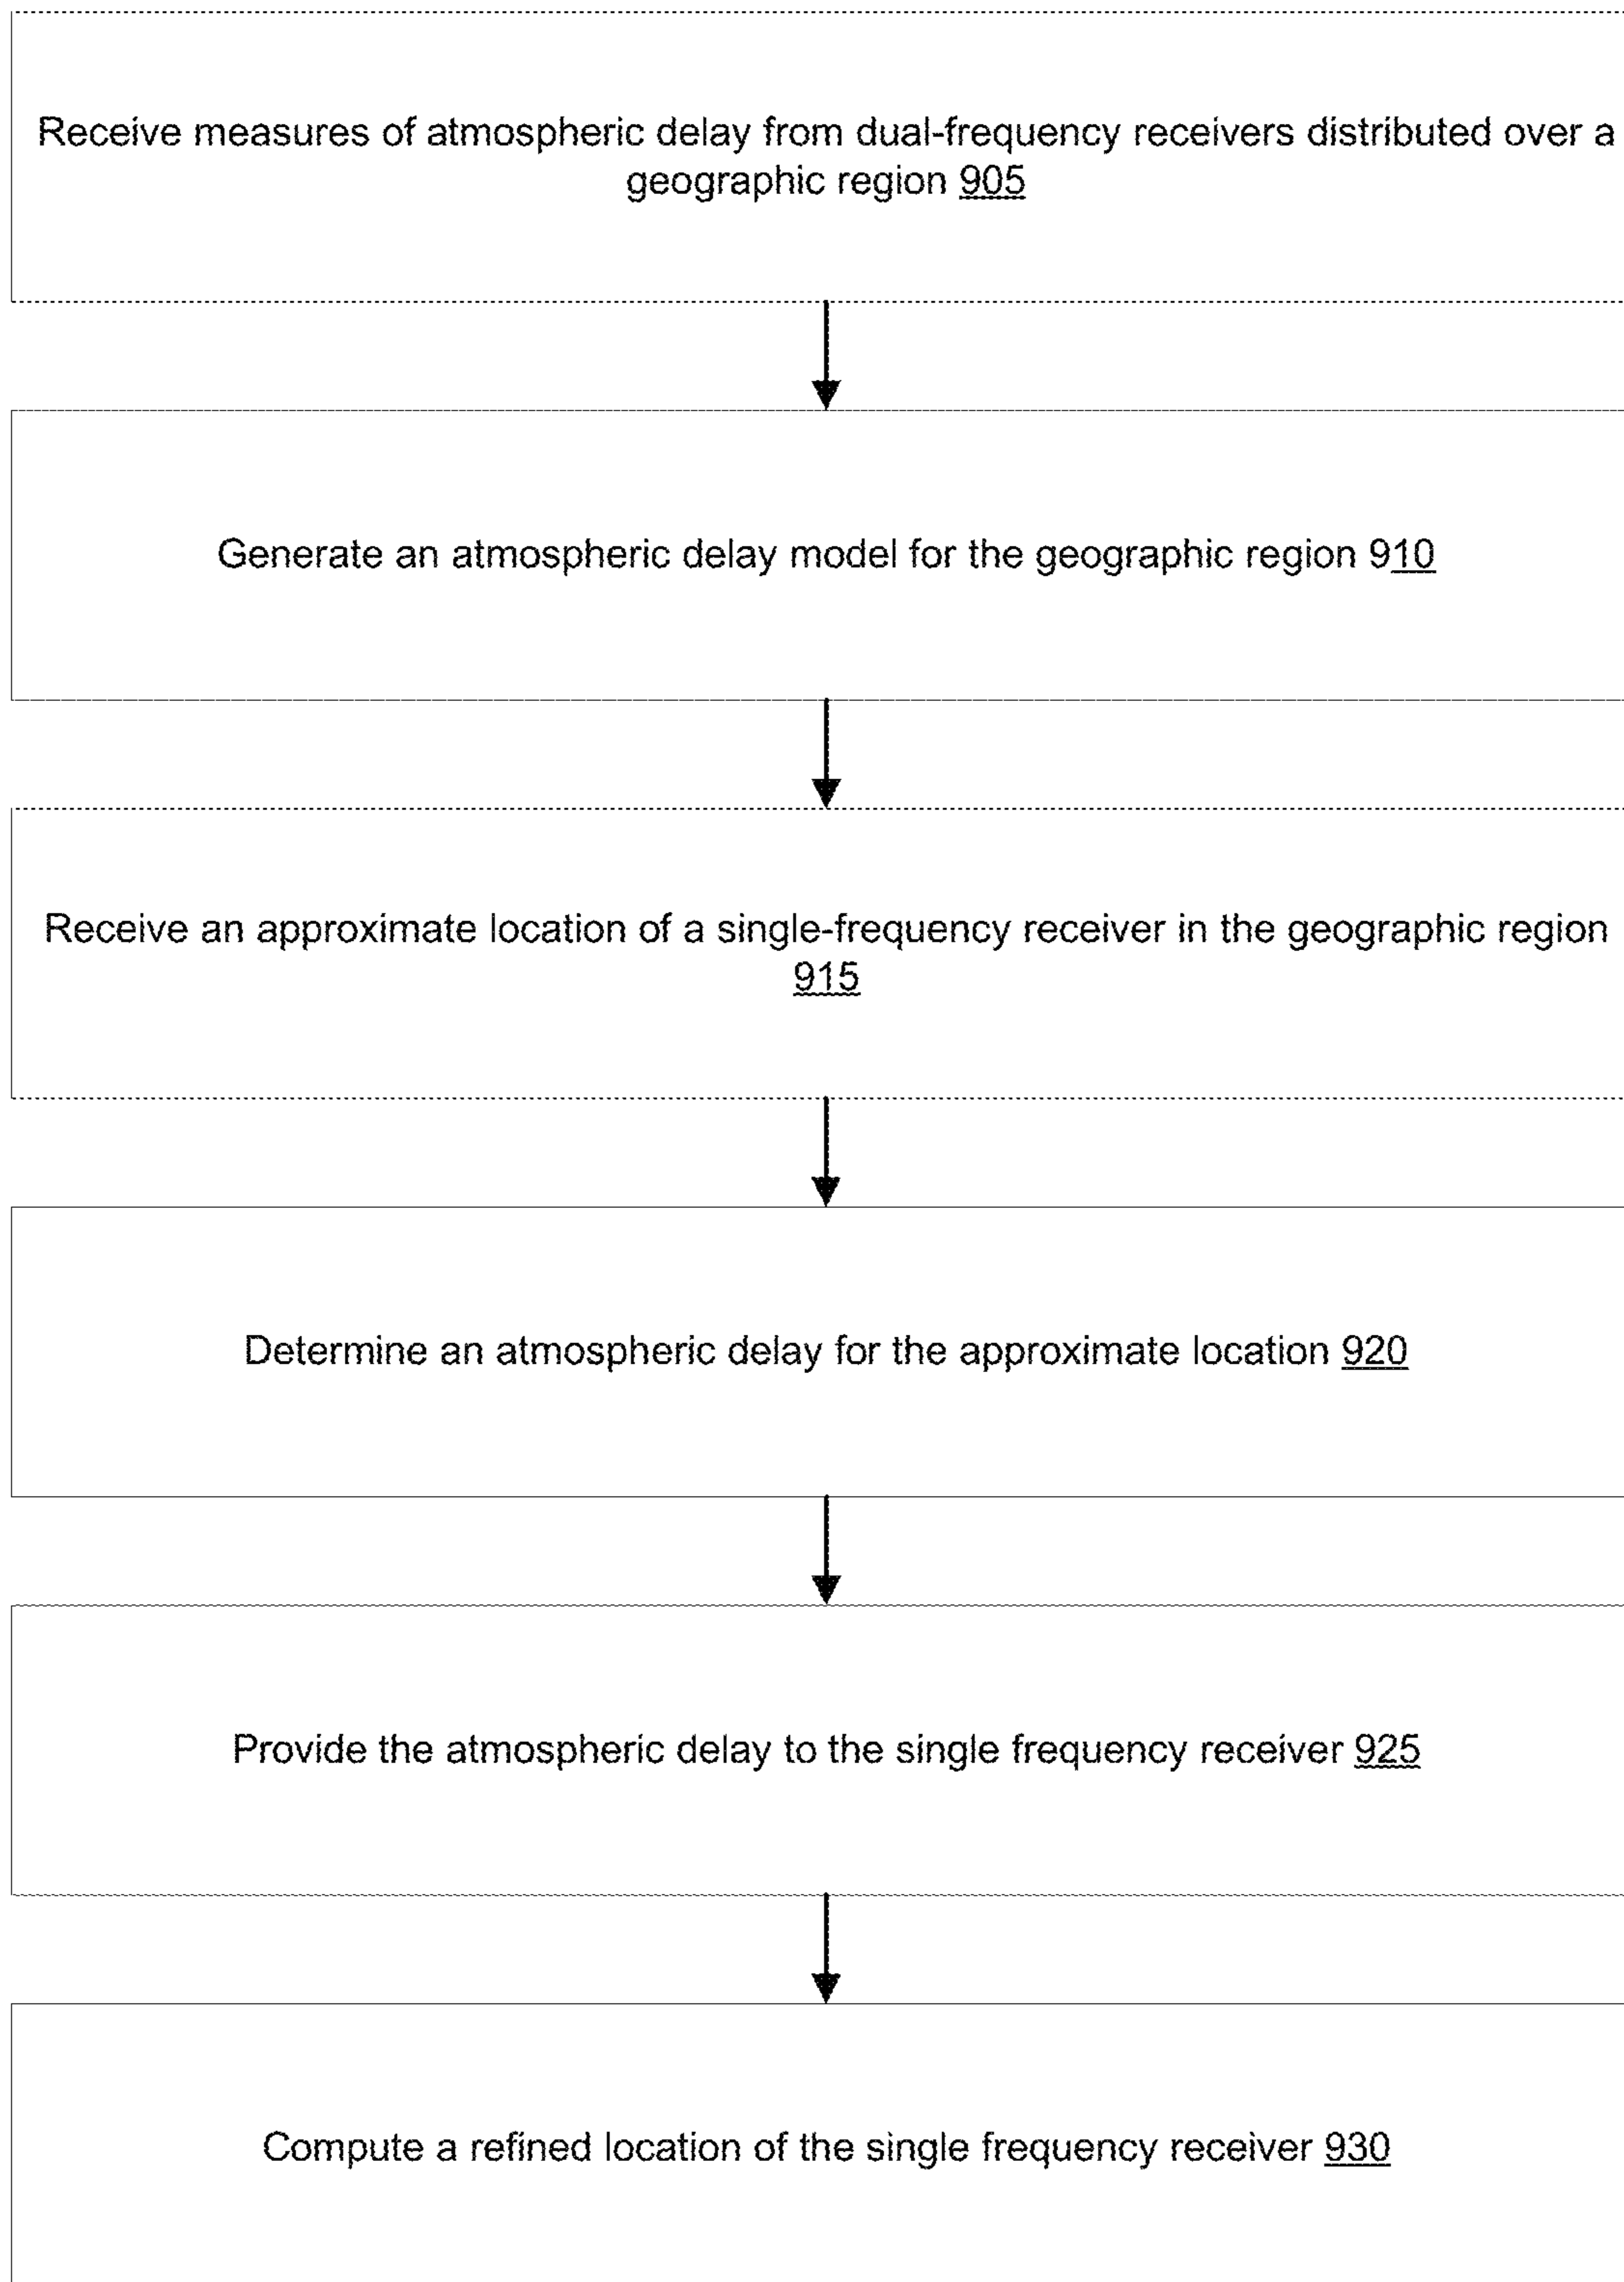 Receive measures of atmospheric delay from dual-frequency receivers distributed over a
geographic region 905
Generate an atmospheric delay model for the geographic region 910
Receive an approximate location of a single-frequency receiver in the geographic region
915
Determine an atmospheric delay for the approximate location 920
Provide the atmospheric delay to the single frequency receiver 925
Compute a refined location of the single frequency receiver 930